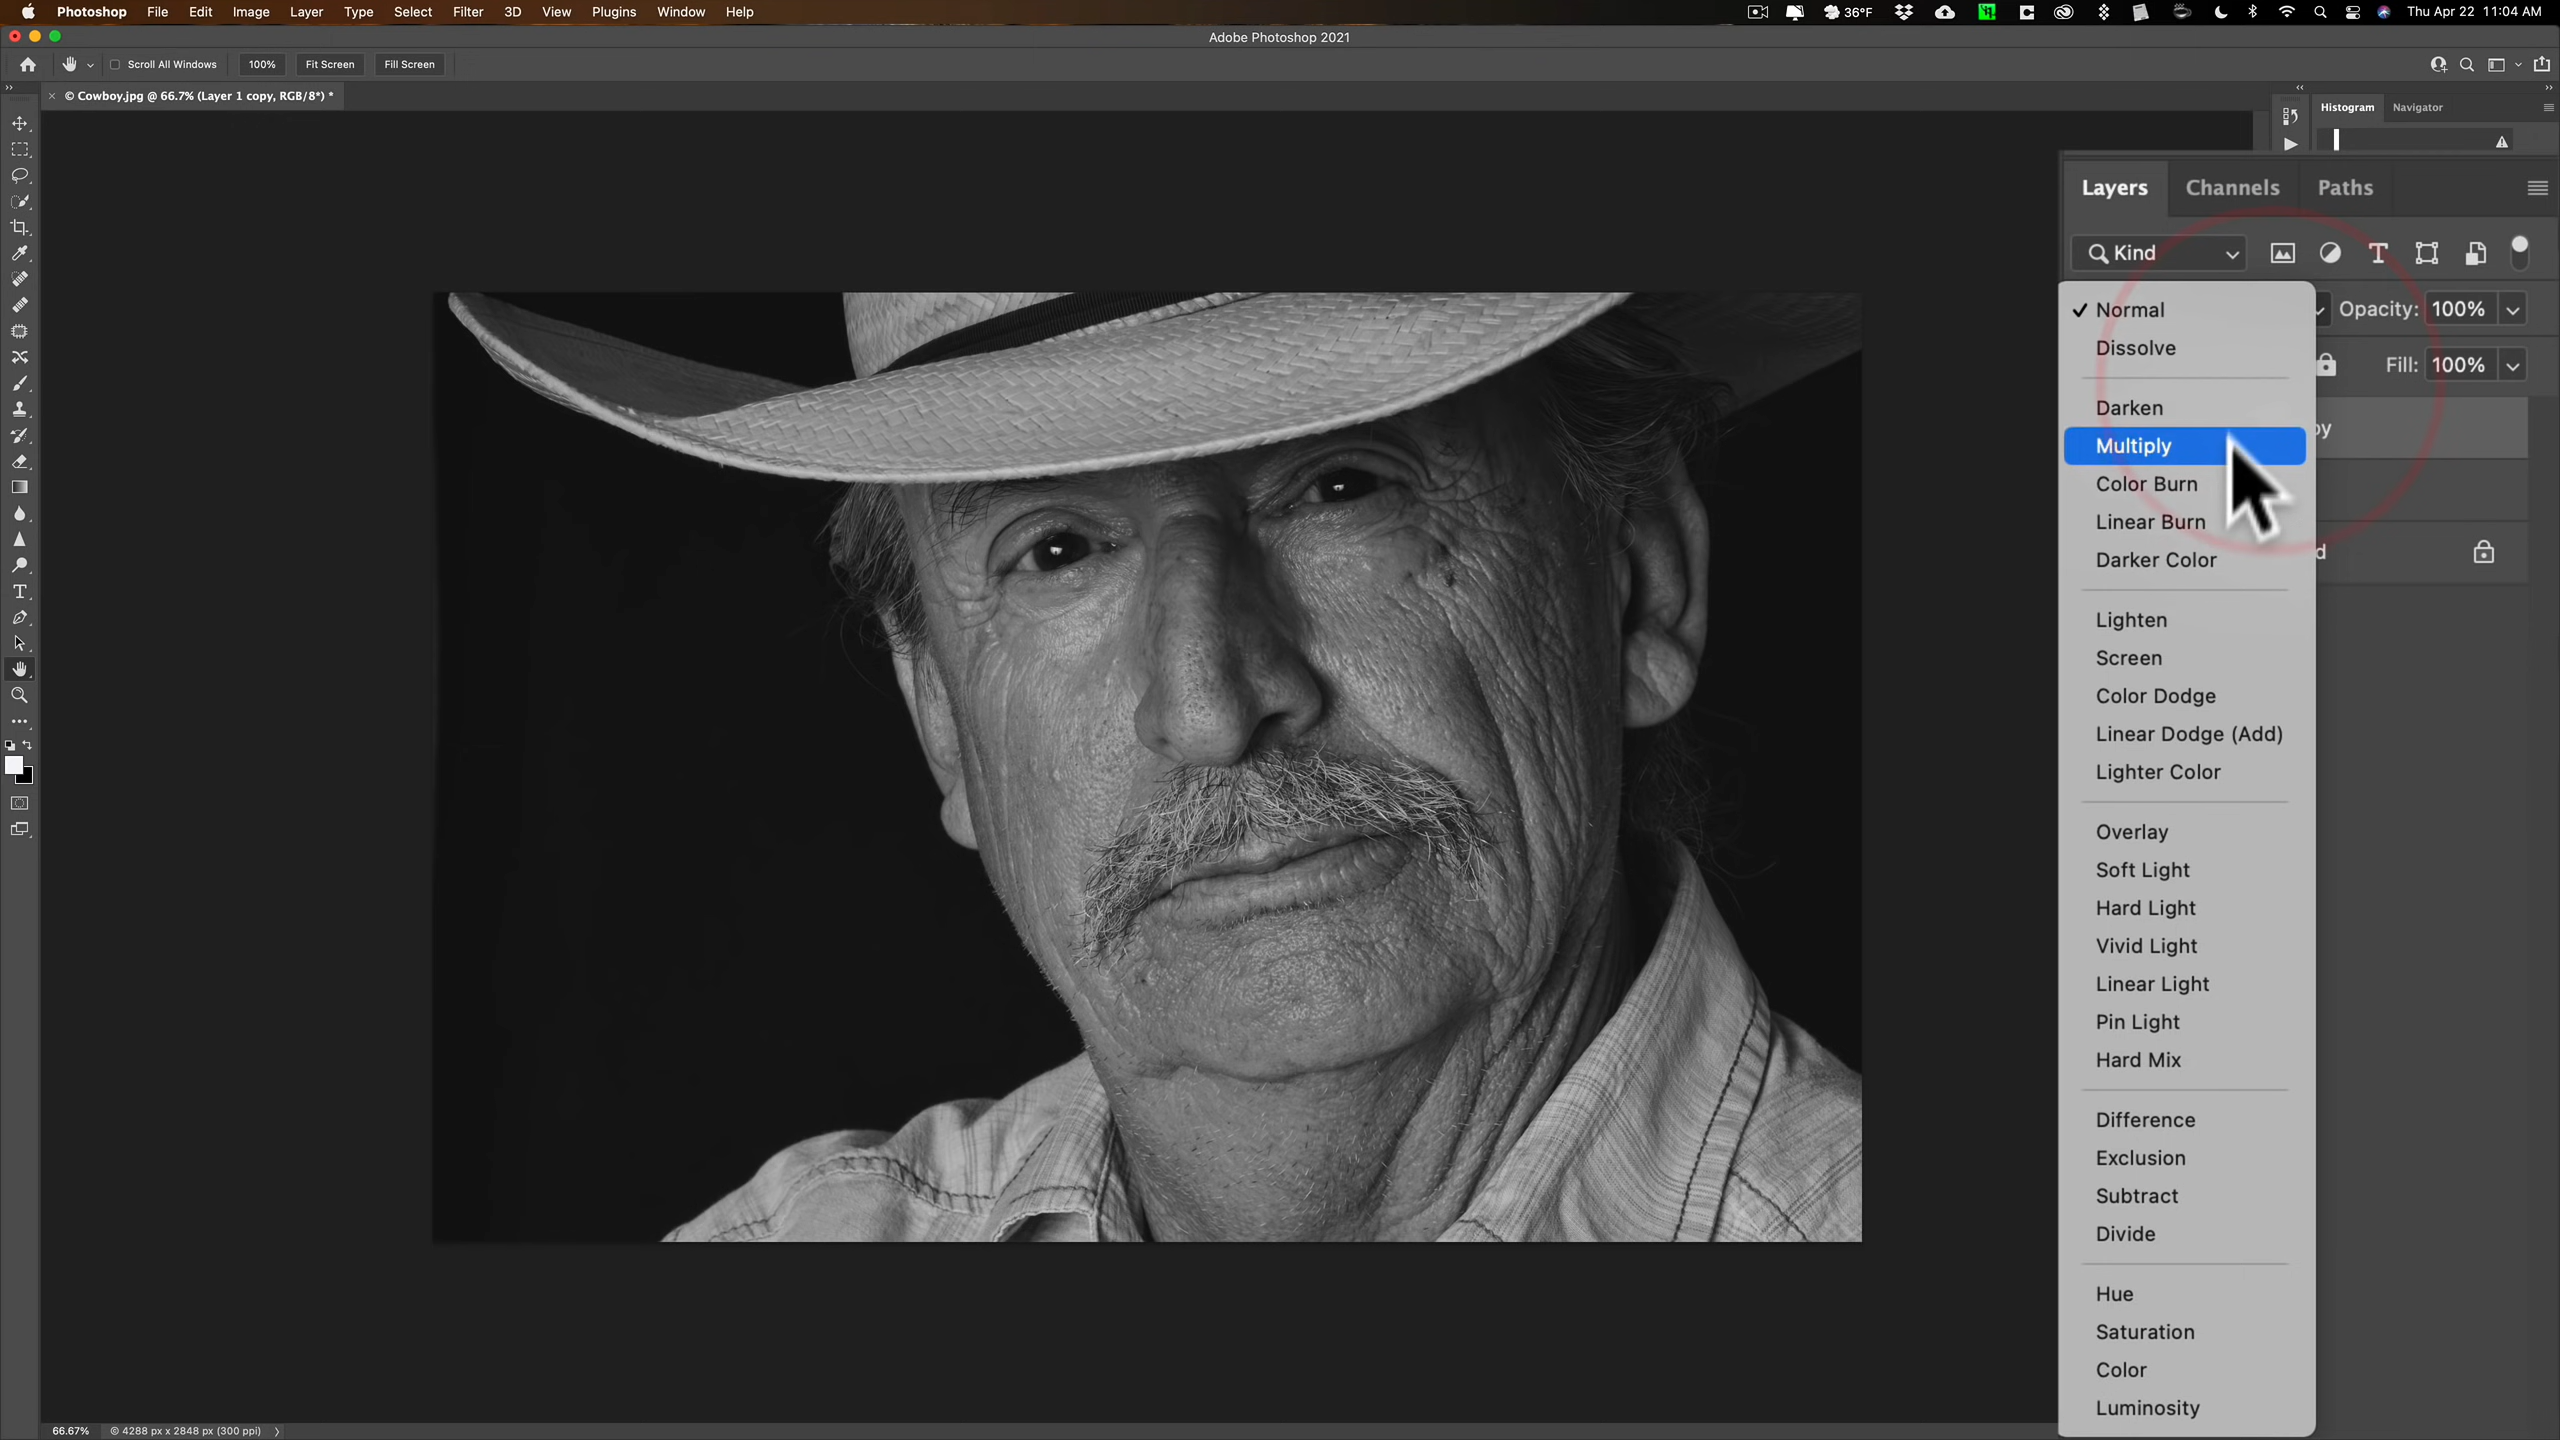 Photoshop File Edit Image Layer Type Select Filter 3D View Plugins Window Help 36°F Thu Apr 22 11:04 AM
Adobe Photoshop 2021
Scroll All Windows 100% Fit Screen Fill Screen
× © Cowboy.jpg @ 66.7% (Layer 1 copy, RGB/8*) *
Histogram Navigator
Layers Channels Paths
Kind
Normal Opacity: 100%
Dissolve Fill: 100%
Darken
Multiply
Color Burn
Linear Burn
Darker Color
Lighten
Screen
Color Dodge
Linear Dodge (Add)
Lighter Color
Overlay
Soft Light
Hard Light
Vivid Light
Linear Light
Pin Light
Hard Mix
Difference
Exclusion
Subtract
Divide
Hue
Saturation
Color
Luminosity
66.67% © 4288 px x 2848 px (300 ppi)